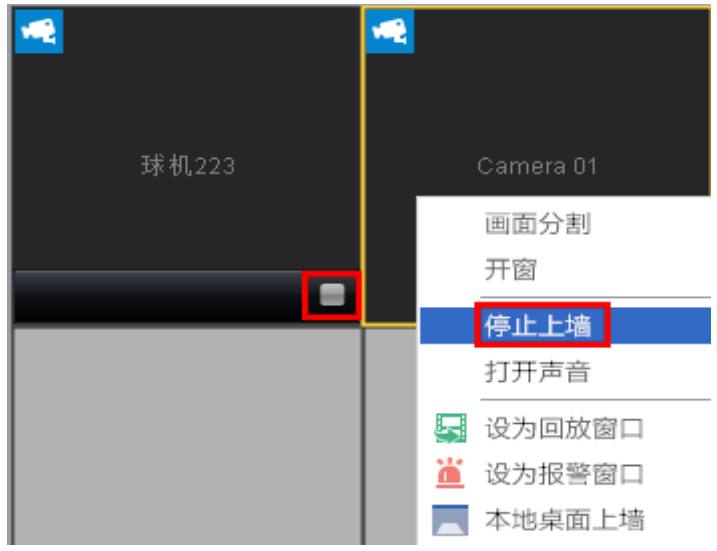 球机223
Camera 01
画面分割
开窗
停止上墙
打开声音
设为回放窗口
设为报警窗口
本地桌面上墙